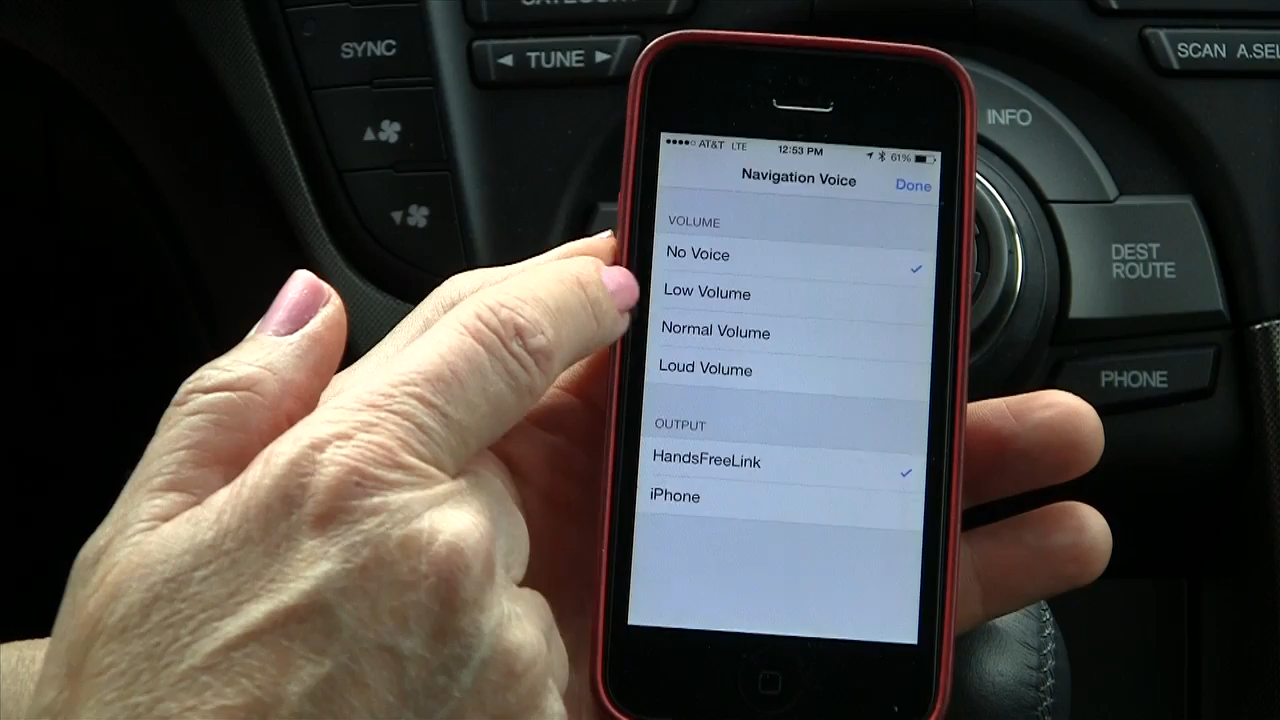 CATEGORY
SYNC
◄ TUNE ►
SCAN A.SEL
INFO
AT&T LTE 12:53 PM 61%
Navigation Voice Done
VOLUME
No Voice
Low Volume
Normal Volume
Loud Volume
OUTPUT
HandsFreeLink
iPhone
DEST
ROUTE
PHONE